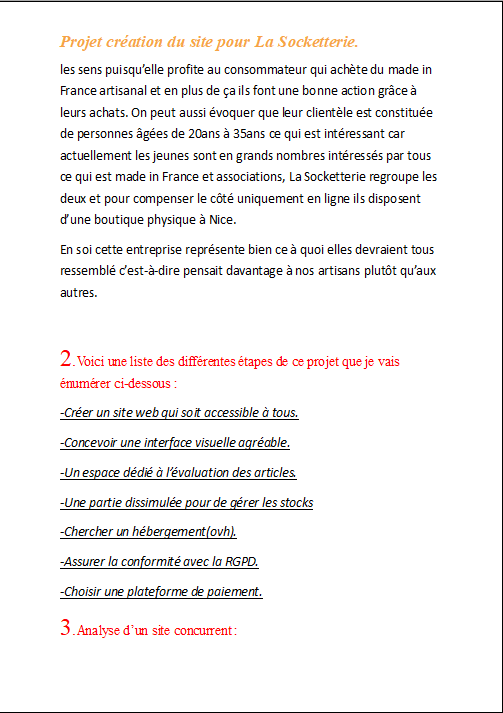 Projet création du site pour La Socketterie.
les sens puisqu’elle profite au consommateur qui achète du made in
France artisanal et en plus de ça ils font une bonne action grâce à
leurs achats. On peut aussi évoquer que leur clientèle est constituée
de personnes âgées de 20ans à 35ans ce qui est intéressant car
actuellement les jeunes sont en grands nombres intéressés par tous
ce qui est made in France et associations, La Socketterie regroupe les
deux et pour compenser le côté uniquement en ligne ils disposent
d’une boutique physique à Nice.
En soi cette entreprise représente bien ce à quoi elles devraient tous
ressemblé c’est-à-dire pensait davantage à nos artisans plutôt qu’aux
autres.
2.Voici une liste des différentes étapes de ce projet que je vais
énumérer ci-dessous :
-Créer un site web qui soit accessible à tous.
-Concevoir une interface visuelle agréable.
-Un espace dédié à l’évaluation des articles.
-Une partie dissimulée pour de gérer les stocks
-Chercher un hébergement(ovh).
-Assurer la conformité avec la RGPD.
-Choisir une plateforme de paiement.
3.Analyse d’un site concurrent :